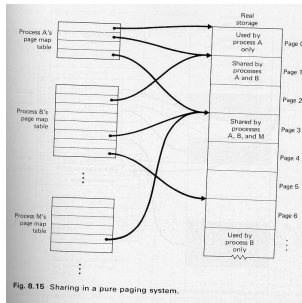 Real
storage
Process A's
page map
table
Used by
process A
only
Page 0
Shared by
processes
A and B
Page 1
Page 2
Process B's
page map
table
Shared by
processes
A, B, and M
Page 3
Page 4
Page 5
Process M's
page map
table
Page 6
Used by
process B
only
Fig. 8.15 Sharing in a pure paging system.